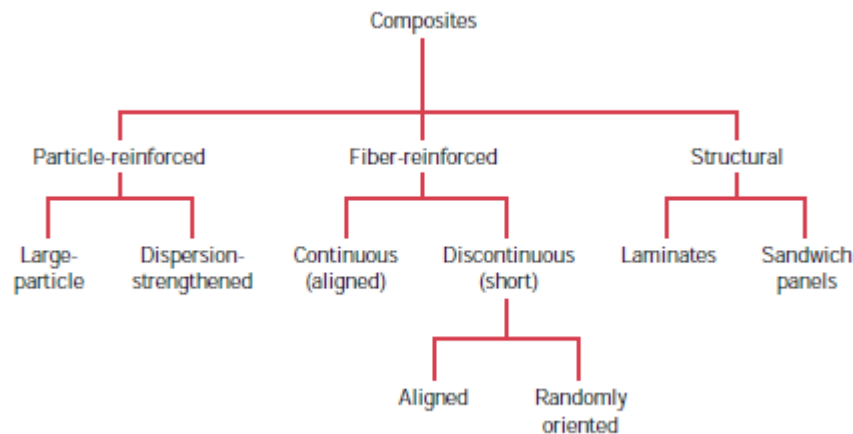 Composites
Particle-reinforced
Fiber-reinforced
Structural
Large-
particle
Dispersion-
strengthened
Continuous
(aligned)
Discontinuous
(short)
Laminates
Sandwich
panels
Aligned
Randomly
oriented